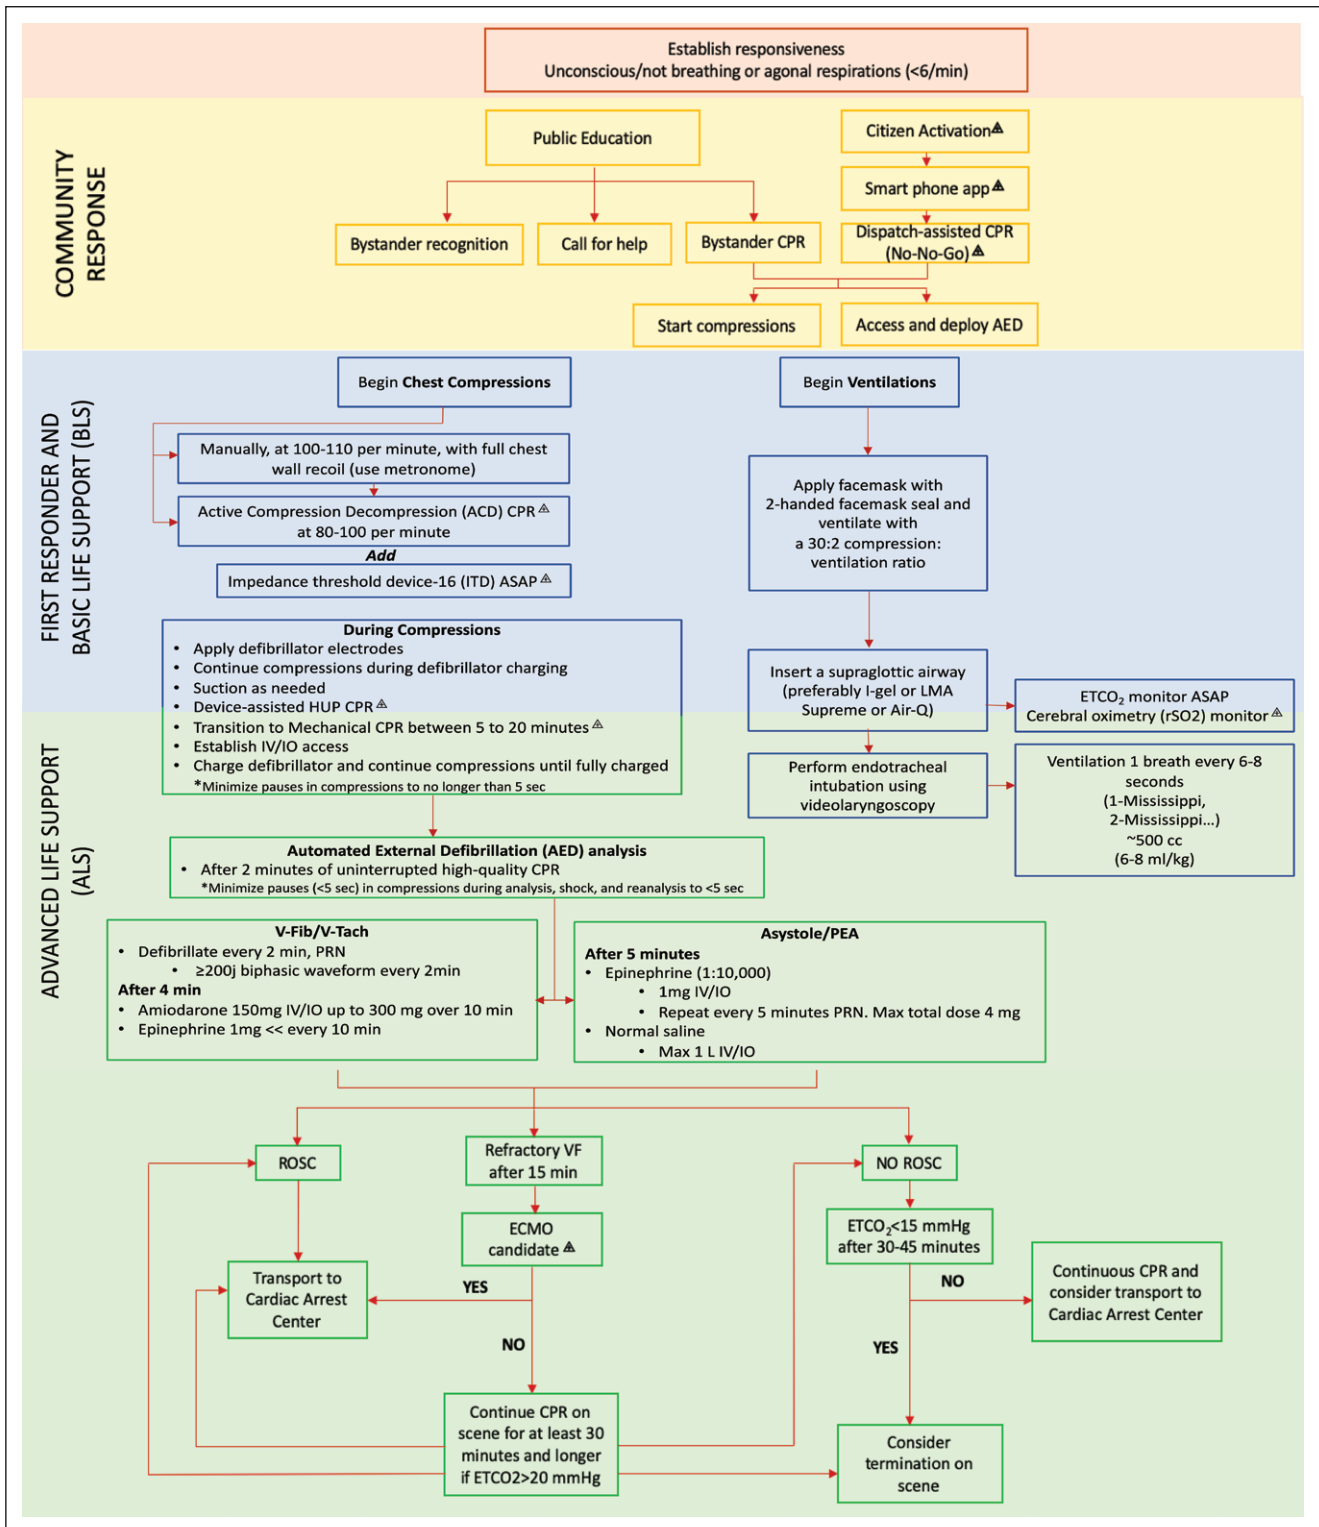 Establish responsiveness
Unconscious/not breathing or agonal respirations (<6/min)
COMMUNITY
RESPONSE
Public Education
Citizen Activation⚠
Smart phone app⚠
Bystander recognition
Call for help
Bystander CPR
Dispatch-assisted CPR
(No-No-Go)⚠
Start compressions
Access and deploy AED
FIRST RESPONDER AND
BASIC LIFE SUPPORT (BLS)
Begin Chest Compressions
Manually, at 100-110 per minute, with full chest
wall recoil (use metronome)
Active Compression Decompression (ACD) CPR⚠
at 80-100 per minute
Add
Impedance threshold device-16 (ITD) ASAP⚠
Begin Ventilations
Apply facemask with
2-handed facemask seal and
ventilate with
a 30:2 compression:
ventilation ratio
During Compressions
• Apply defibrillator electrodes
• Continue compressions during defibrillator charging
• Suction as needed
• Device-assisted HUP CPR⚠
• Transition to Mechanical CPR between 5 to 20 minutes⚠
• Establish IV/IO access
• Charge defibrillator and continue compressions until fully charged
*Minimize pauses in compressions to no longer than 5 sec
Insert a supraglottic airway
(preferably I-gel or LMA
Supreme or Air-Q)
ETCO₂ monitor ASAP
Cerebral oximetry (rSO2) monitor⚠
Perform endotracheal
intubation using
videolaryngoscopy
Ventilation 1 breath every 6-8
seconds
(1-Mississippi,
2-Mississippi...)
~500 cc
(6-8 ml/kg)
ADVANCED LIFE SUPPORT
(ALS)
Automated External Defibrillation (AED) analysis
• After 2 minutes of uninterrupted high-quality CPR
*Minimize pauses (<5 sec) in compressions during analysis, shock, and reanalysis to <5 sec
V-Fib/V-Tach
• Defibrillate every 2 min, PRN
• ≥200j biphasic waveform every 2min
After 4 min
• Amiodarone 150mg IV/IO up to 300 mg over 10 min
• Epinephrine 1mg << every 10 min
Asystole/PEA
After 5 minutes
• Epinephrine (1:10,000)
• 1mg IV/IO
• Repeat every 5 minutes PRN. Max total dose 4 mg
• Normal saline
• Max 1 L IV/IO
ROSC
Refractory VF
after 15 min
NO ROSC
ECMO
candidate⚠
ETCO₂<15 mmHg
after 30-45 minutes
Transport to
Cardiac Arrest
Center
YES
NO
NO
YES
Continuous CPR and
consider transport to
Cardiac Arrest Center
Continue CPR on
scene for at least 30
minutes and longer
if ETCO2>20 mmHg
Consider
termination on
scene